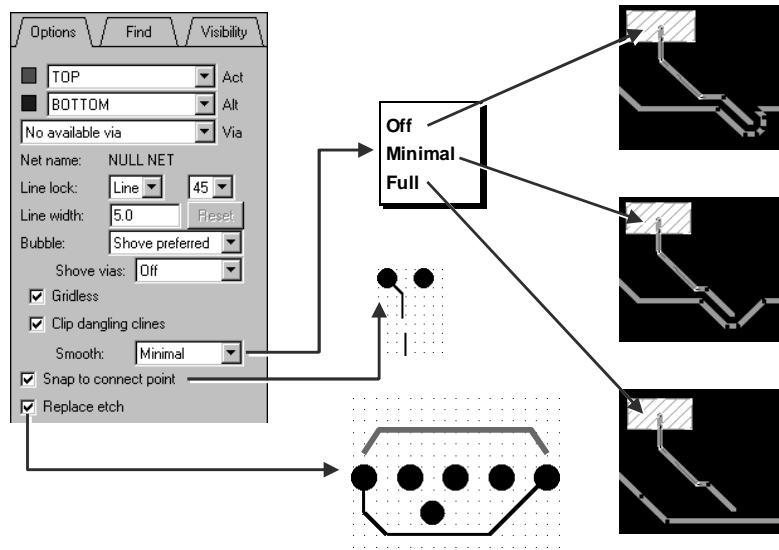 Options Find Visibility
TOP Act
BOTTOM Alt
No available via Via
Net name: NULL NET
Line lock: Line 45
Line width: 5.0 Reset
Bubble: Shove preferred
Shove vias: Off
Gridless
Clip dangling clines
Smooth: Minimal
Snap to connect point
Replace etch
Off
Minimal
Full